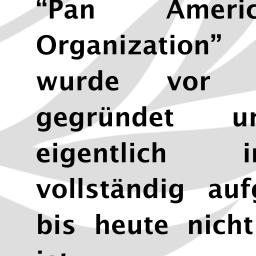 “Pan
Organization”
wurde vor
gegründet
eigentlich
vollständig
bis heute nicht